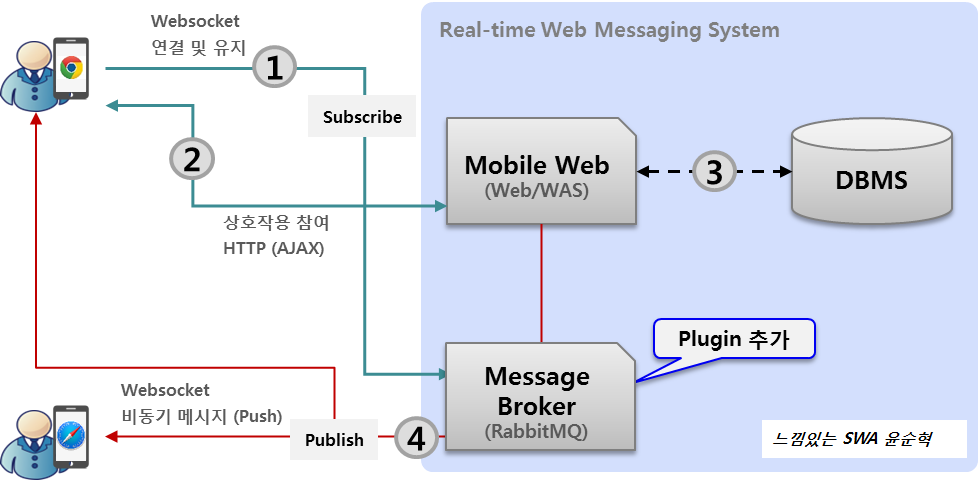 Real-time Web Messaging System
Websocket
연결 및 유지
1
Subscribe
2
상호작용 참여
HTTP (AJAX)
Mobile Web
(Web/WAS)
3
DBMS
Plugin 추가
Message
Broker
(RabbitMQ)
Websocket
비동기 메시지 (Push)
Publish
4
느낌있는 SWA 윤순혁